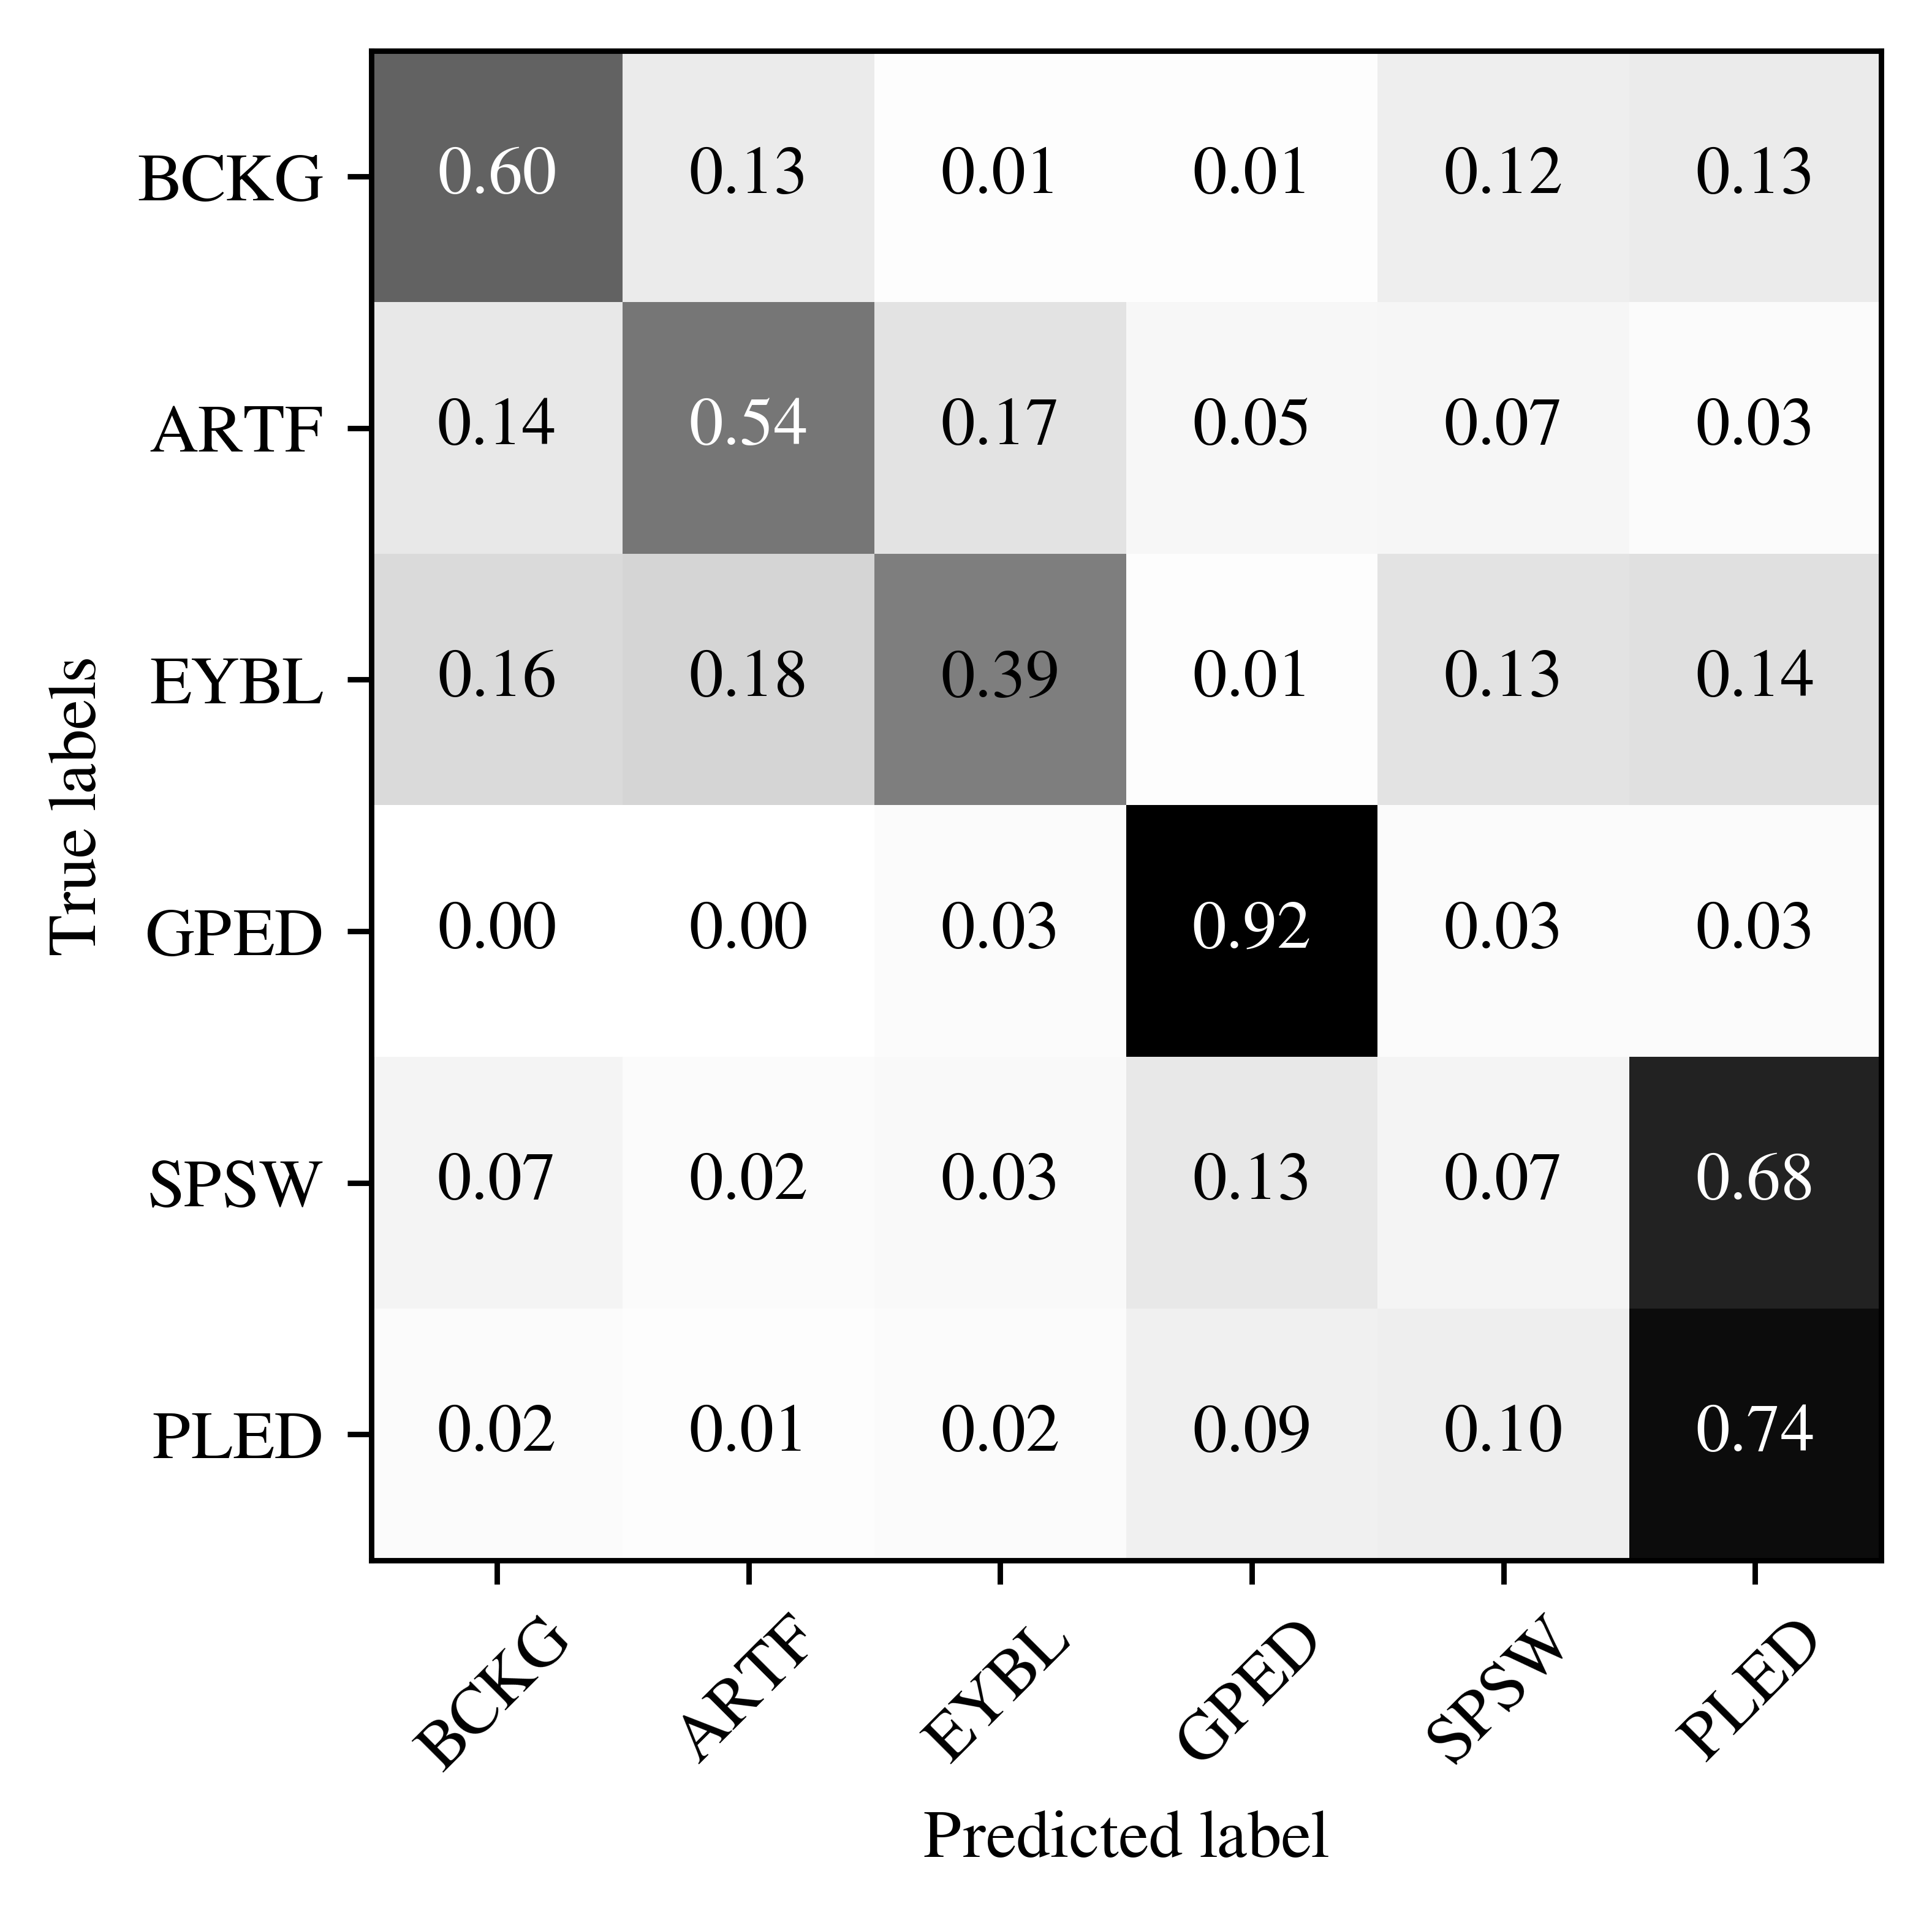 BCKG 0.60 0.13 0.01 0.01 0.12 0.13
ARTF 0.14 0.54 0.17 0.05 0.07 0.03
EYBL 0.16 0.18 0.39 0.01 0.13 0.14
GPED 0.00 0.00 0.03 0.92 0.03 0.03
SPSW 0.07 0.02 0.03 0.13 0.07 0.68
PLED 0.02 0.01 0.02 0.09 0.10 0.74
True labels
BCKG ARTF EYBL GPED SPSW PLED
Predicted label